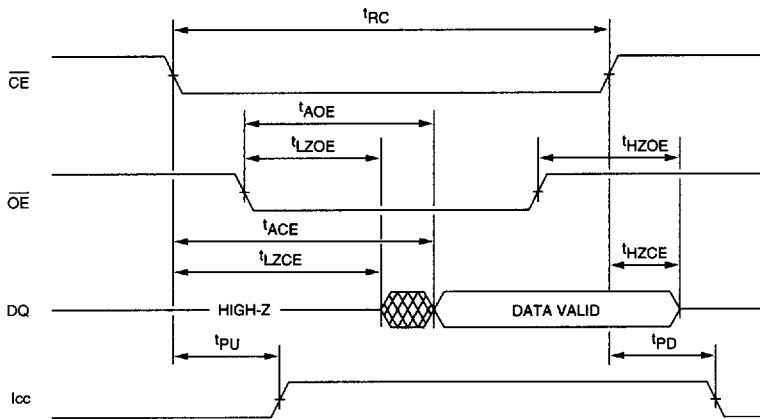 tRC
CE
tAOE
tLZOE
tHZOE
OE
tACE
tLZCE
tHZCE
DQ
HIGH-Z
DATA VALID
tPU
tPD
Icc